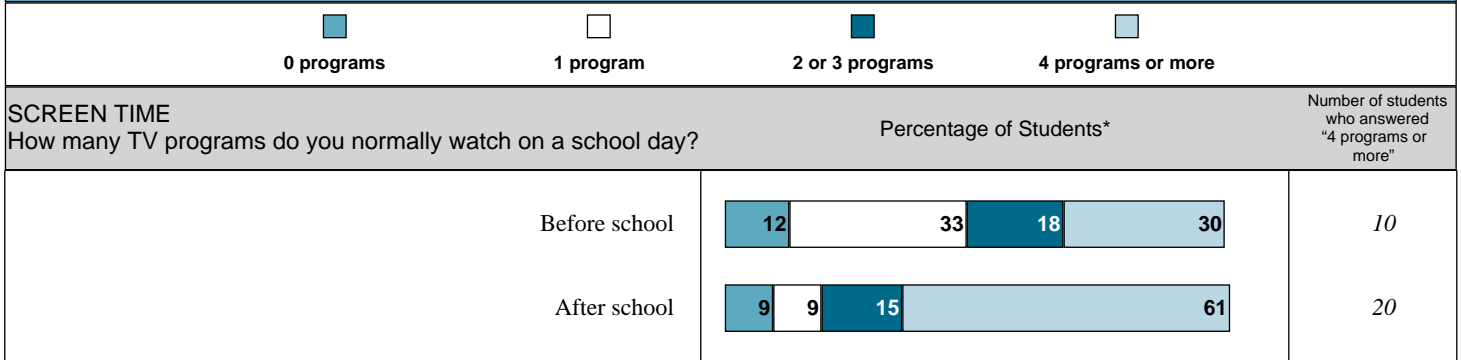 0 programs 1 program 2 or 3 programs 4 programs or more
SCREEN TIME
How many TV programs do you normally watch on a school day?
Percentage of Students*
Number of students
who answered
“4 programs or
more”
Before school 12 33 18 30 10
After school 9 9 15 61 20